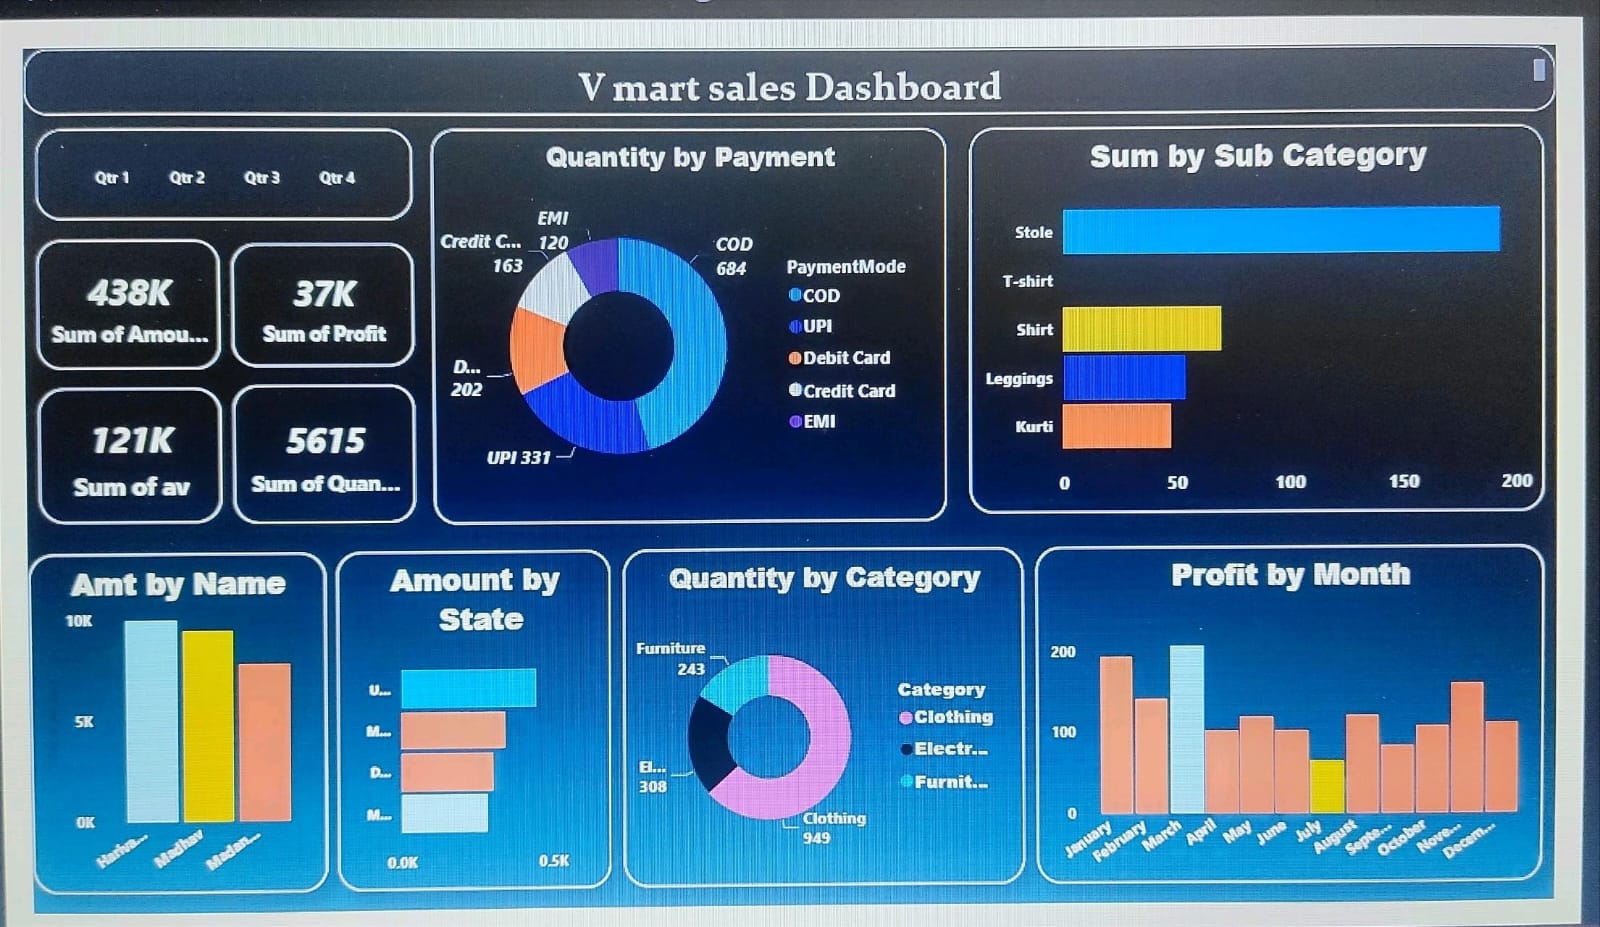 V mart sales Dashboard
Qtr 1 Qtr 2 Qtr 3 Qtr 4
438K
Sum of Amou...
37K
Sum of Profit
121K
Sum of av
5615
Sum of Quan...
Quantity by Payment
EMI
120
Credit C...
163
COD
684
D...
202
UPI 331
PaymentMode
COD
UPI
Debit Card
Credit Card
EMI
Sum by Sub Category
Stole
T-shirt
Shirt
Leggings
Kurti
0 50 100 150 200
Amt by Name
10K
5K
0K
Hariva...
Madhav
Madan...
Amount by
State
U...
M...
D...
M...
0.0K 0.5K
Quantity by Category
Furniture
243
El...
308
Clothing
949
Category
Clothing
Electr...
Furnit...
Profit by Month
200
100
0
January February March April May June July August Septe... October Nove... Decem...